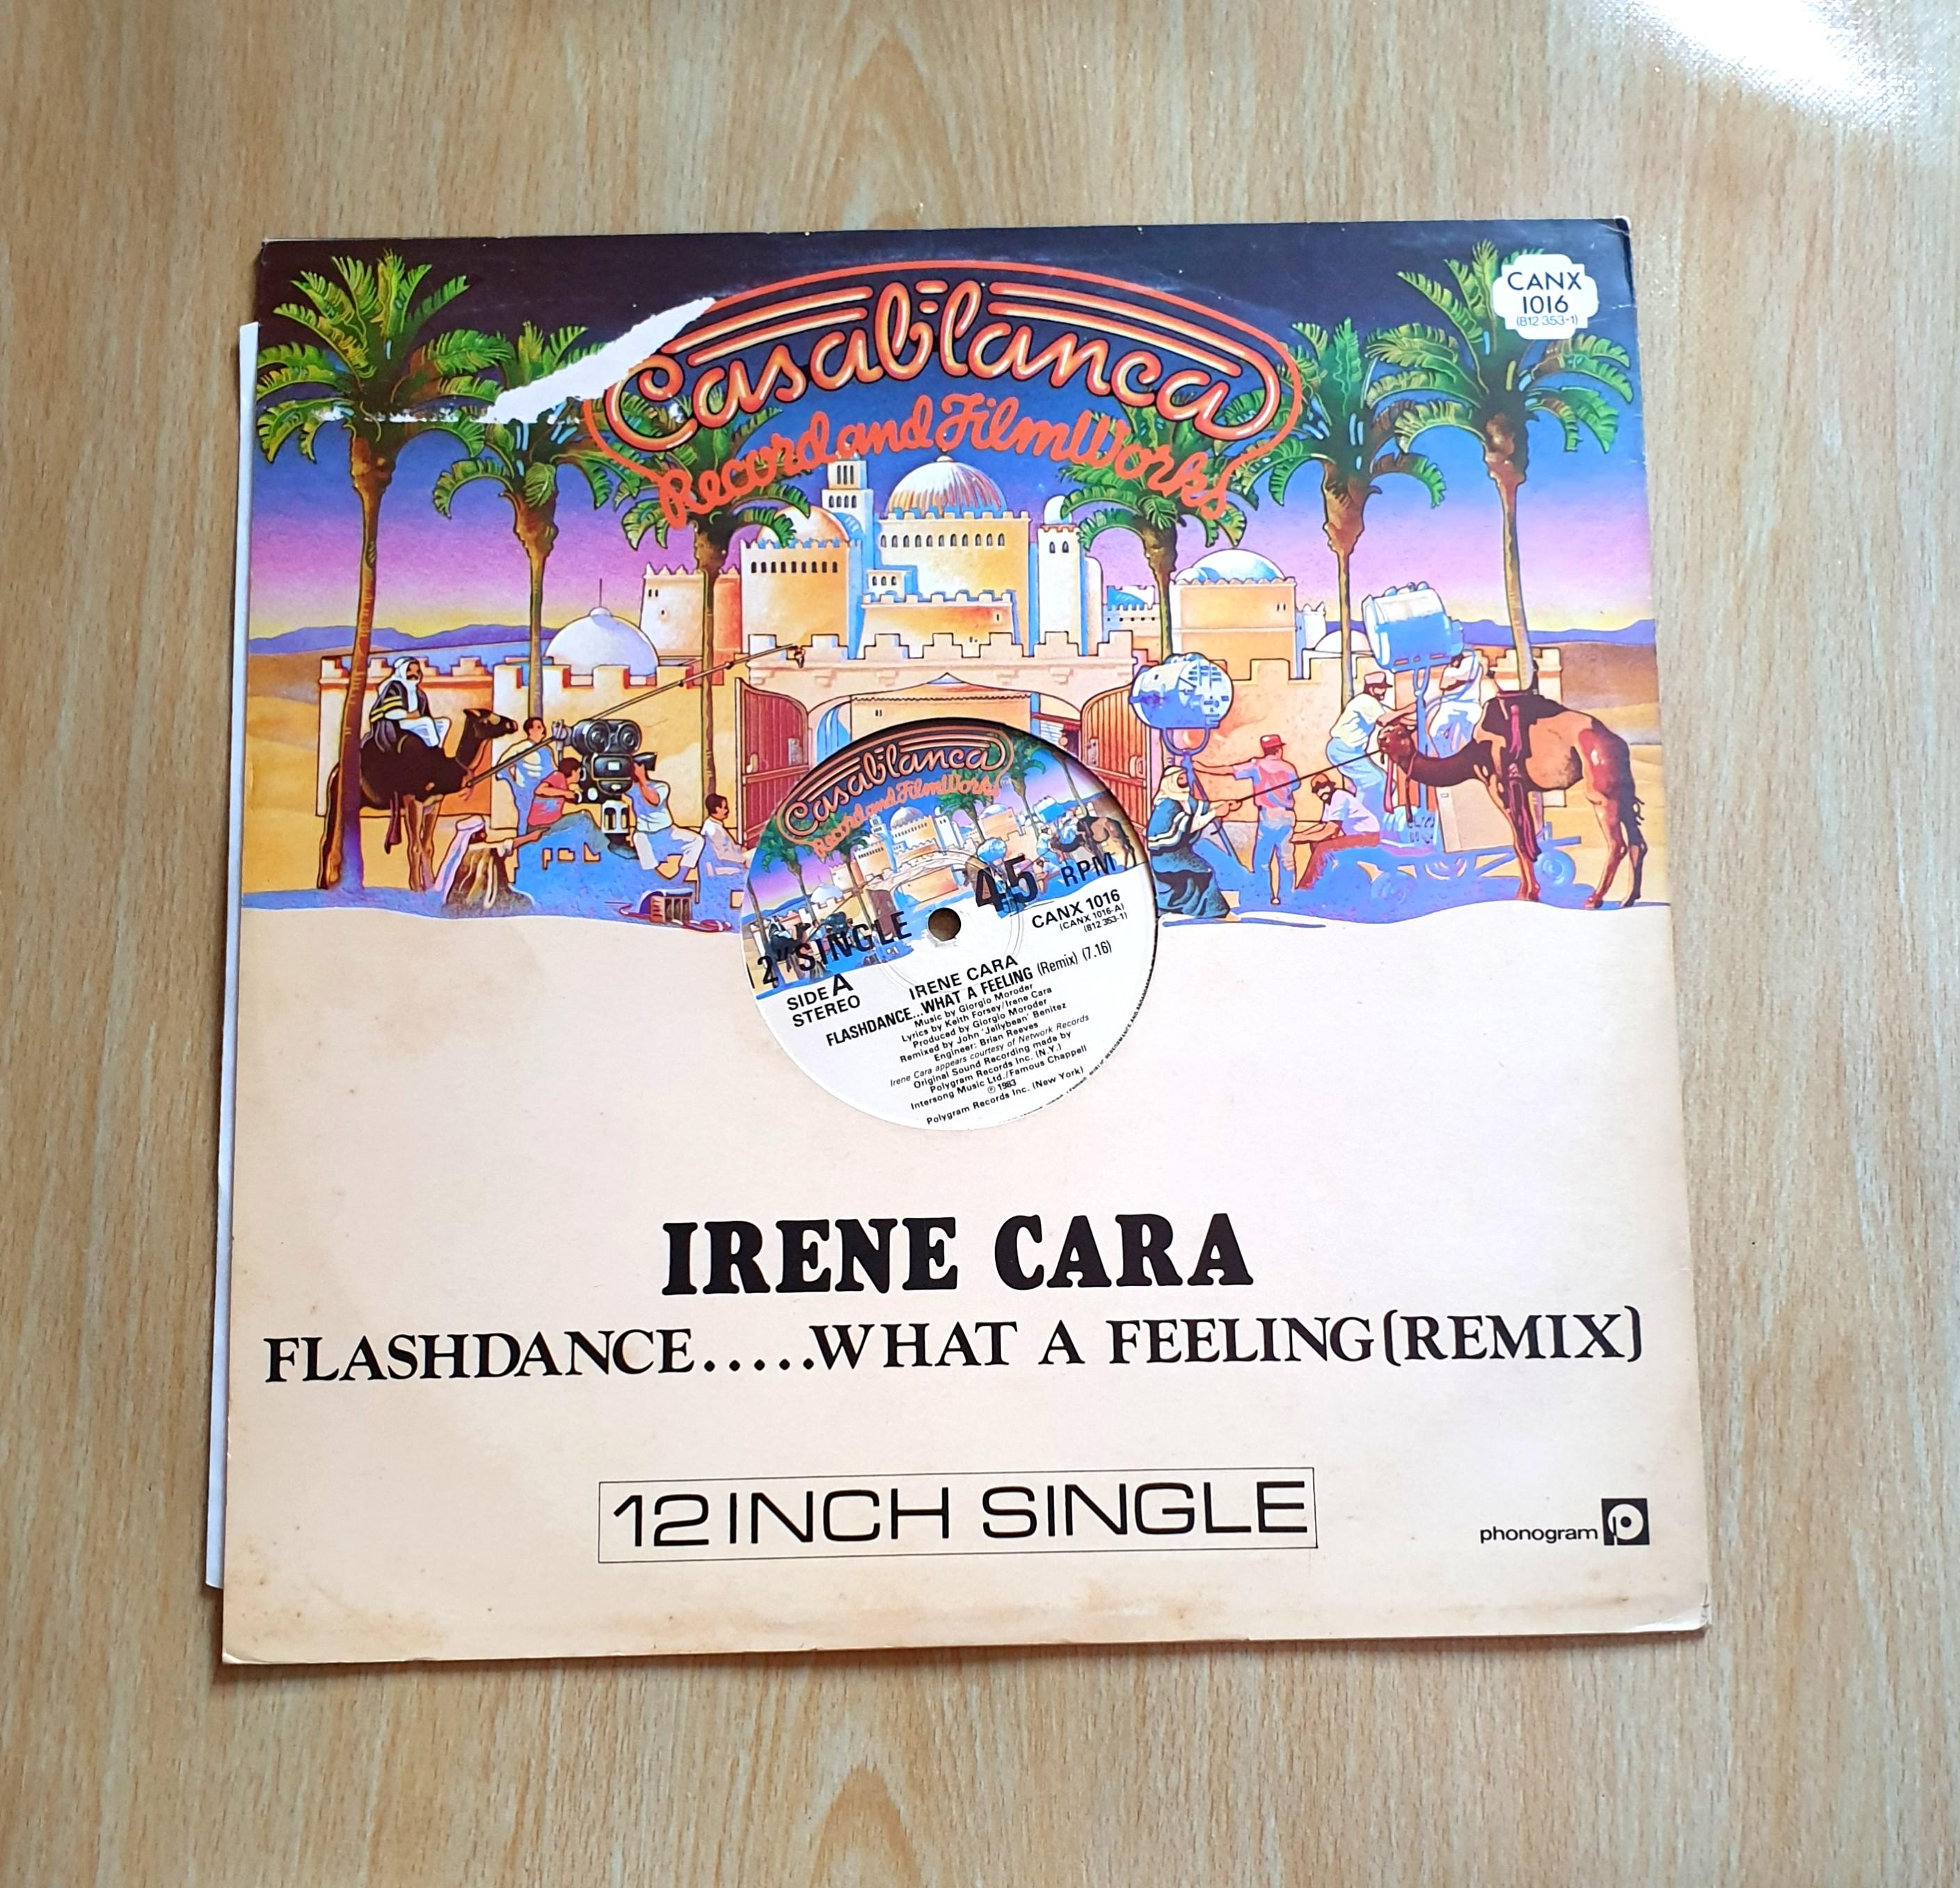 CANX
1016
(812 353-1)
Casablanca
Record and FilmWorks
Casablanca
Record and FilmWorks
45 RPM
12" SINGLE
CANX 1016
(CANX 1016-A)
(812 353-1)
SIDE A
STEREO
IRENE CARA
FLASHDANCE...WHAT A FEELING (Remix) (7.16)
Music by Giorgio Moroder
Lyrics by Keith Forsey/Irene Cara
Produced by Giorgio Moroder
Remixed by John 'Jellybean' Benitez
Engineer: Brian Reeves
Irene Cara appears courtesy of Network Records
Original Sound Recording made by
Polygram Records Inc. (N.Y.)
Intersong Music Ltd./Famous Chappell
℗ 1983
Polygram Records Inc. (New York)
IRENE CARA
FLASHDANCE.....WHAT A FEELING(REMIX)
12 INCH SINGLE
phonogram